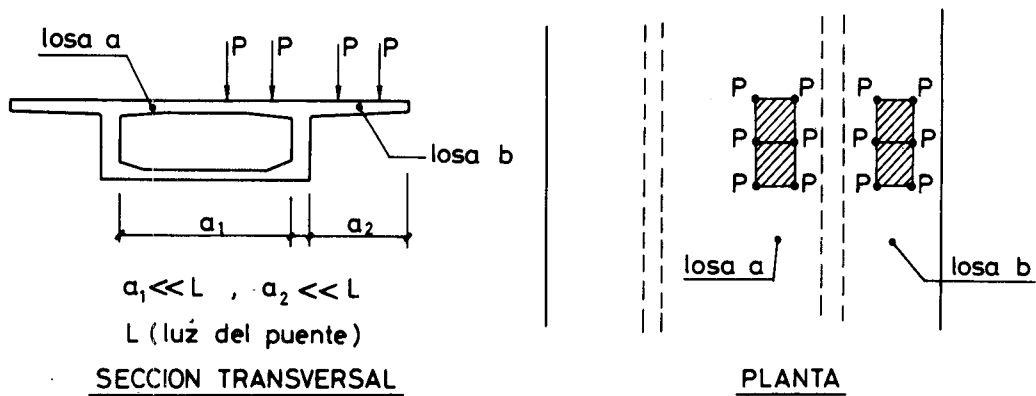 losa a
P P P P
losa b
a₁ a₂
a₁ << L , a₂ << L
L (luz del puente)
SECCION TRANSVERSAL
P P P P
P P P P
P P P P
losa a
losa b
PLANTA